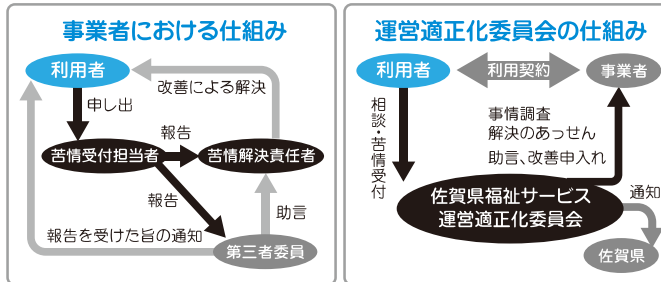 事業者における仕組み
利用者
改善による解決
申し出
報告
苦情受付担当者
苦情解決責任者
報告
助言
報告を受けた旨の通知
第三者委員
運営適正化委員会の仕組み
利用者
利用契約
事業者
相談・苦情受付
事情調査
解決のあっせん
助言、改善申入れ
佐賀県福祉サービス
運営適正化委員会
通知
佐賀県